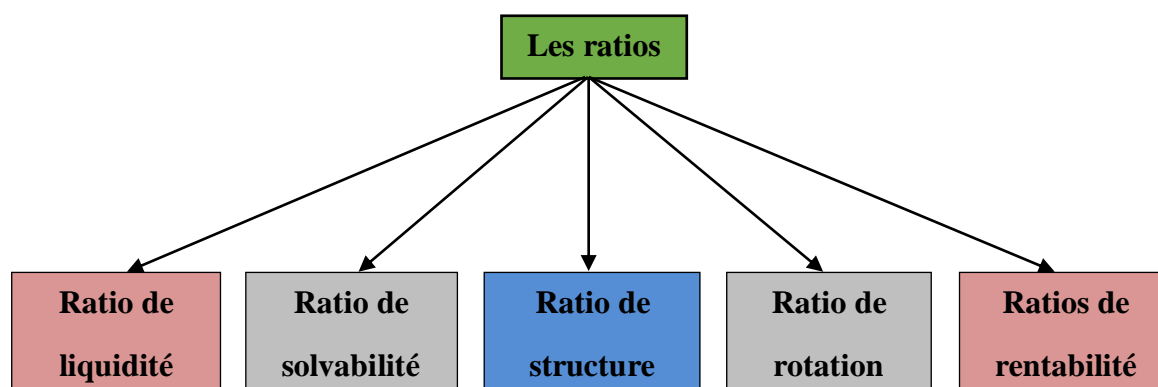 Les ratios
Ratio de
liquidité
Ratio de
solvabilité
Ratio de
structure
Ratio de
rotation
Ratios de
rentabilité